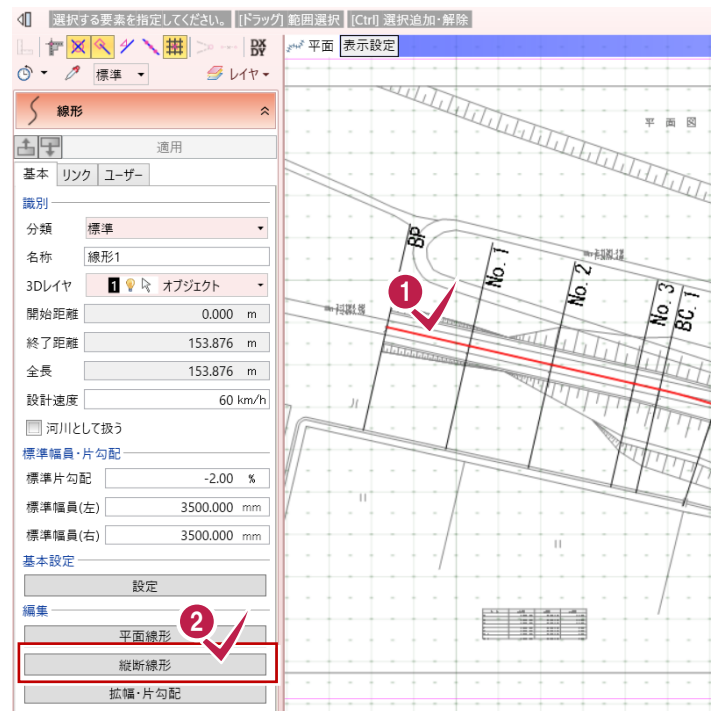 選択する要素を指定してください。 [ドラッグ] 範囲選択 [Ctrl] 選択追加・解除
DX
DY
標準 レイヤ
線形
適用
基本 リンク ユーザー
識別
分類 標準
名称 線形1
3Dレイヤ 1 オブジェクト
開始距離 0.000 m
終了距離 153.876 m
全長 153.876 m
設計速度 60 km/h
河川として扱う
標準幅員・片勾配
標準片勾配 -2.00 %
標準幅員(左) 3500.000 mm
標準幅員(右) 3500.000 mm
基本設定
設定
編集
平面線形
縦断線形
拡幅・片勾配
2
平面 表示設定
平面図
BP
No. 1
No. 2
No. 3
BC. 1
1